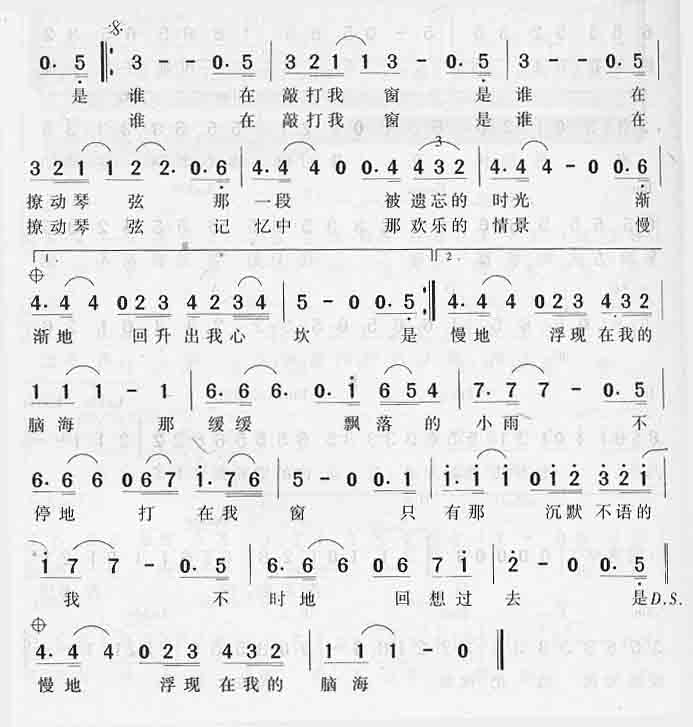 0. 5 ‖: 3 - - 0. 5 | 3 2 1 1 3 - 0. 5 | 3 - - 0. 5 |
是 谁 在 敲打我 窗 是 谁 在
谁 在 敲打我 窗 是 谁 在
3 2 1 1 2 2. 0. 6 | 4. 4 4 0 0. 4 4 3 2 | 4. 4 4 - 0 0. 6 |
撩动琴 弦 那 一段 被 遗忘的 时光 渐
撩动琴 弦 记 忆中 那 欢乐的 情景 慢
1. 2.
4. 4 4 0 2 3 4 2 3 4 | 5 - 0 0. 5 :‖ 4. 4 4 0 2 3 4 3 2 |
渐地 回升 出我心 坎 是 慢地 浮现 在我的
1 1 1 - 1 | 6. 6 6. 0. 1 6 5 4 | 7. 7 7 - 0. 5 |
脑海 那 缓缓 飘 落 的 小雨 不
6. 6 6 0 6 7 1. 7 6 | 5 - 0 0. 1 | 1. 1 1 0 1 2 3 2 1 |
停地 打 在我 窗 只 有那 沉默 不语的
1 7 7 - 0. 5 | 6. 6 6 0 6 7 1 | 2 - 0 0. 5 ‖
我 不 时地 回 想过 去 是 D.S.
4. 4 4 0 2 3 4 3 2 | 1 1 1 - 0 ‖
慢地 浮现 在我的 脑海